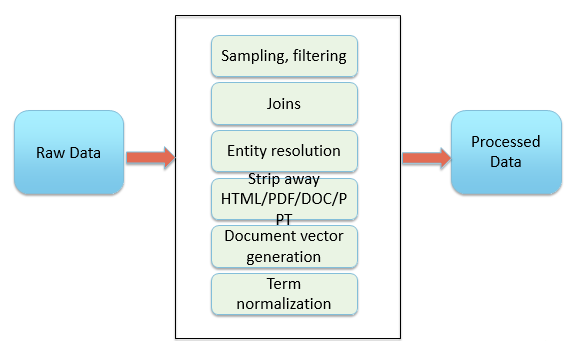 Raw Data
Sampling, filtering
Joins
Entity resolution
Strip away
HTML/PDF/DOC/P
PT
Document vector
generation
Term
normalization
Processed
Data